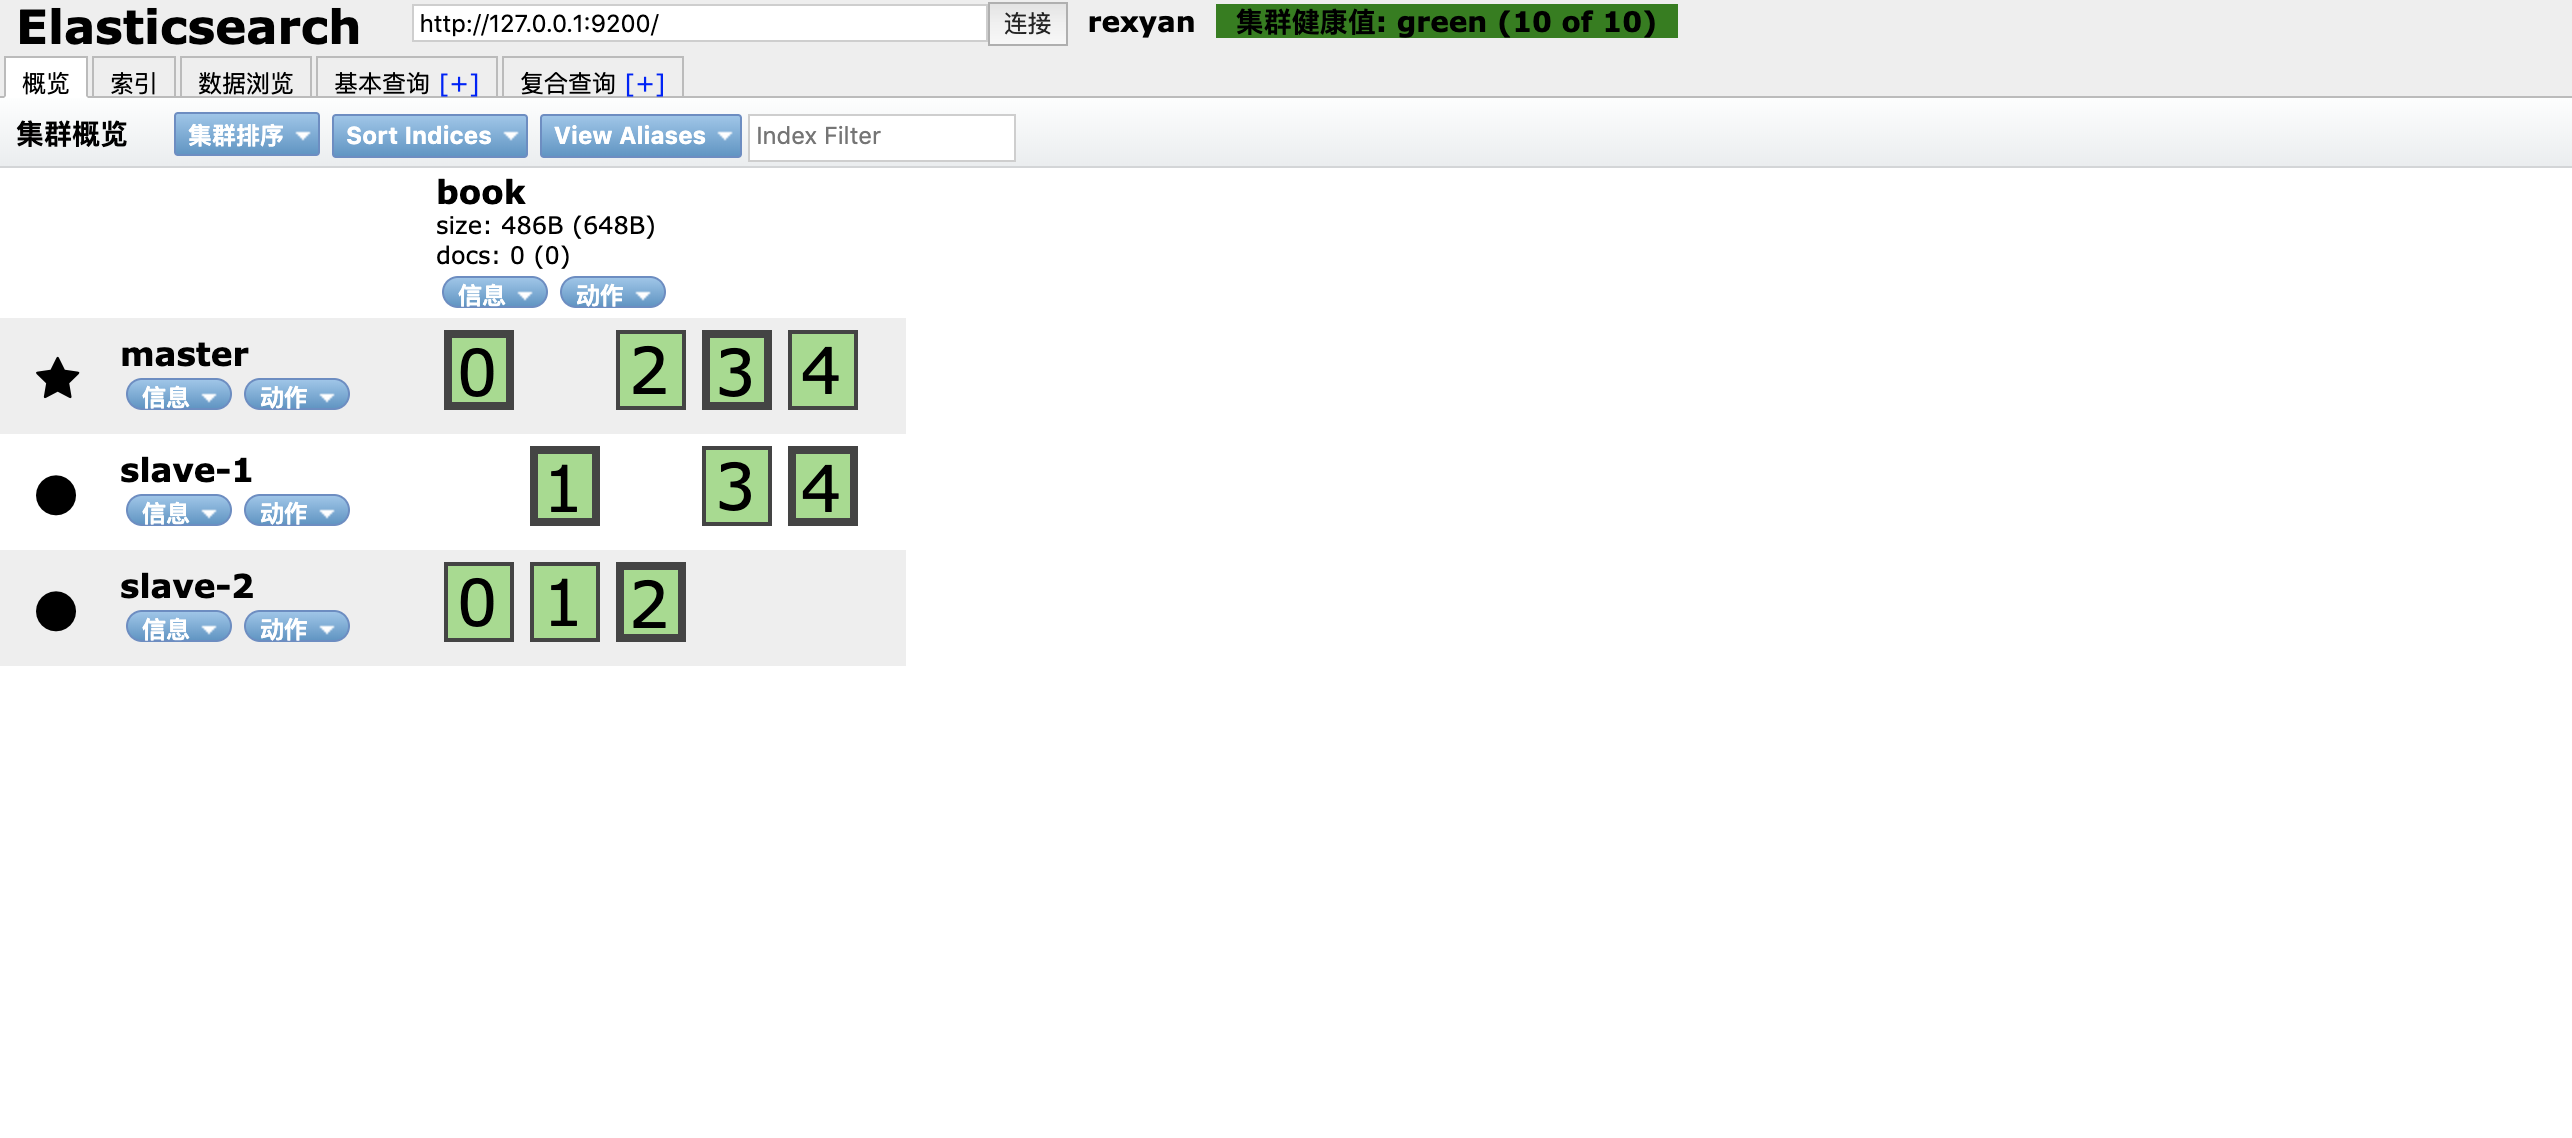 Elasticsearch http://127.0.0.1:9200/ 连接 rexyan 集群健康值: green (10 of 10)
概览 索引 数据浏览 基本查询 [+] 复合查询 [+]
集群概览 集群排序 Sort Indices View Aliases Index Filter
book
size: 486B (648B)
docs: 0 (0)
信息 动作
master 0 2 3 4
信息 动作
slave-1 1 3 4
信息 动作
slave-2 0 1 2
信息 动作